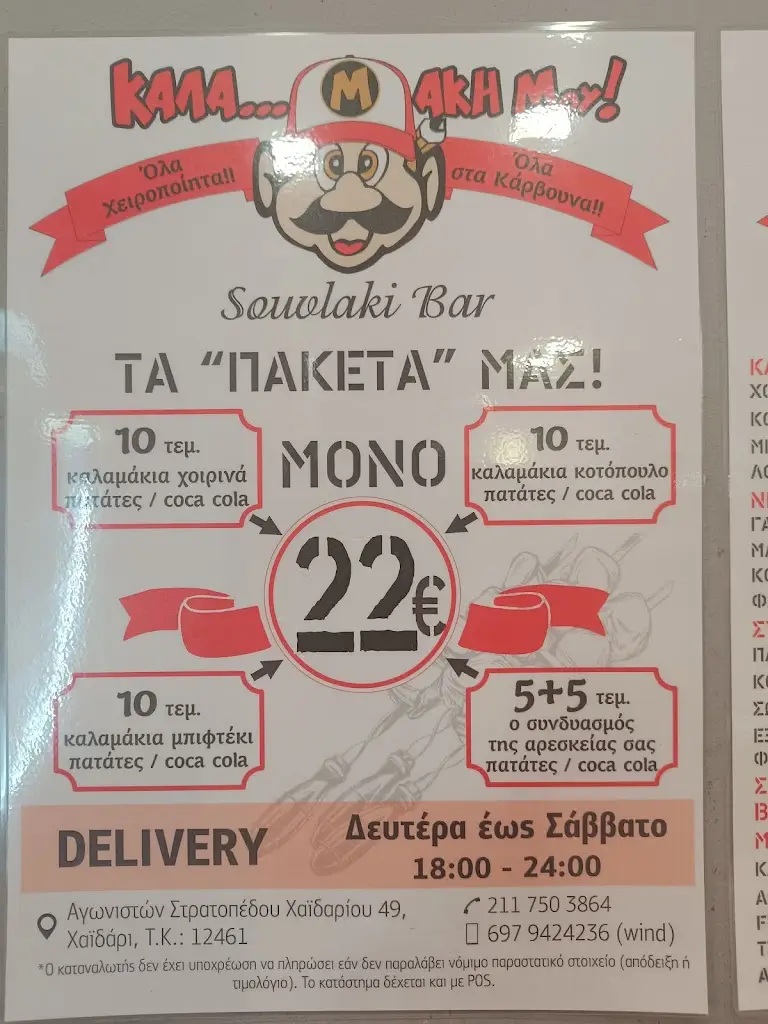 ΚΑΛΑ... Μ ΑΚΗ Μου!
Όλα
Χειροποίητα!!
Όλα
στα Κάρβουνα!!
Souvlaki Bar
ΤΑ “ΠΑΚΕΤΑ” ΜΑΣ!
10 τεμ.
καλαμάκια χοιρινά
πατάτες / coca cola
ΜΟΝΟ
10 τεμ.
καλαμάκια κοτόπουλο
πατάτες / coca cola
22€
10 τεμ.
καλαμάκια μπιφτέκι
πατάτες / coca cola
5+5 τεμ.
ο συνδυασμός
της αρεσκείας σας
πατάτες / coca cola
DELIVERY
Δευτέρα έως Σάββατο
18:00 - 24:00
Αγωνιστών Στρατοπέδου Χαϊδαρίου 49,
Χαϊδάρι, Τ.Κ.: 12461
211 750 3864
697 9424236 (wind)
*Ο καταναλωτής δεν έχει υποχρέωση να πληρώσει εάν δεν παραλάβει νόμιμο παραστατικό στοιχείο (απόδειξη ή
τιμολόγιο). Το κατάστημα δέχεται και με POS.